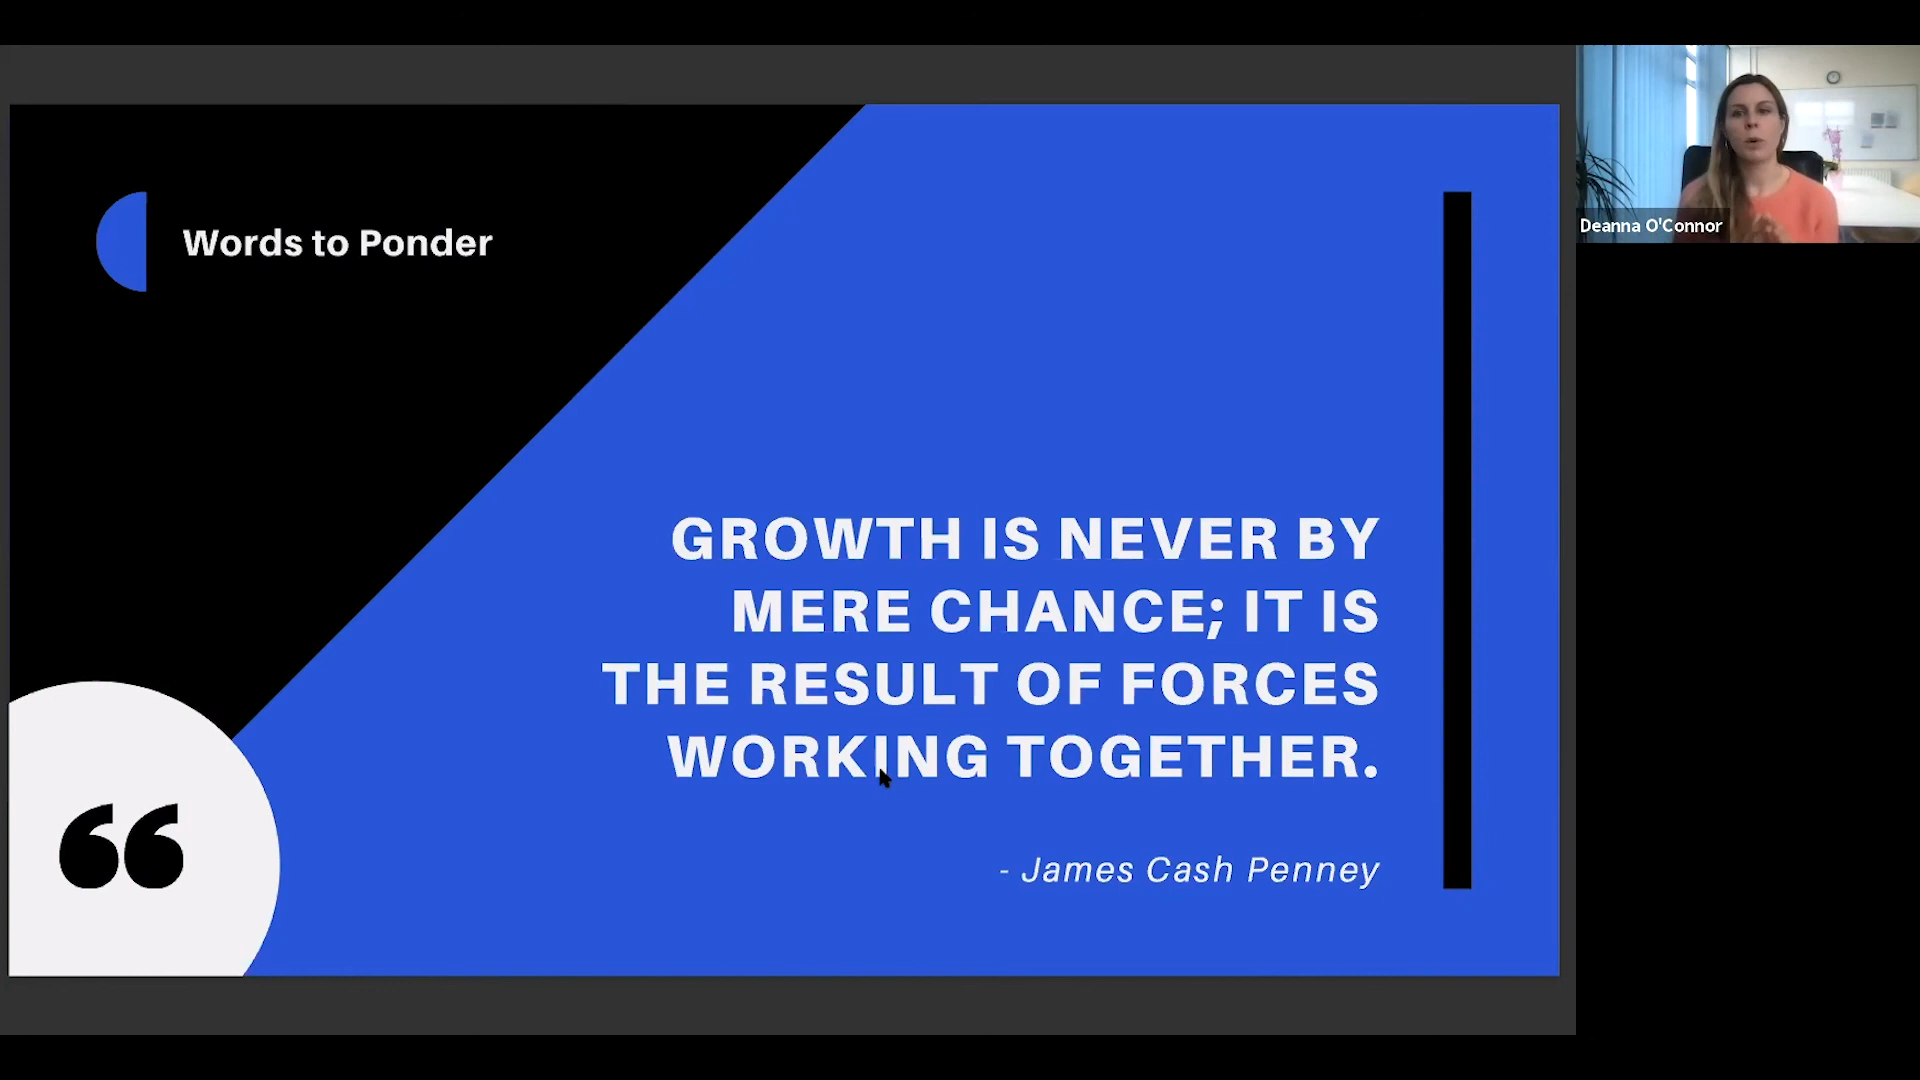 Words to Ponder
GROWTH IS NEVER BY
MERE CHANCE; IT IS
THE RESULT OF FORCES
WORKING TOGETHER.
- James Cash Penney
Deanna O'Connor